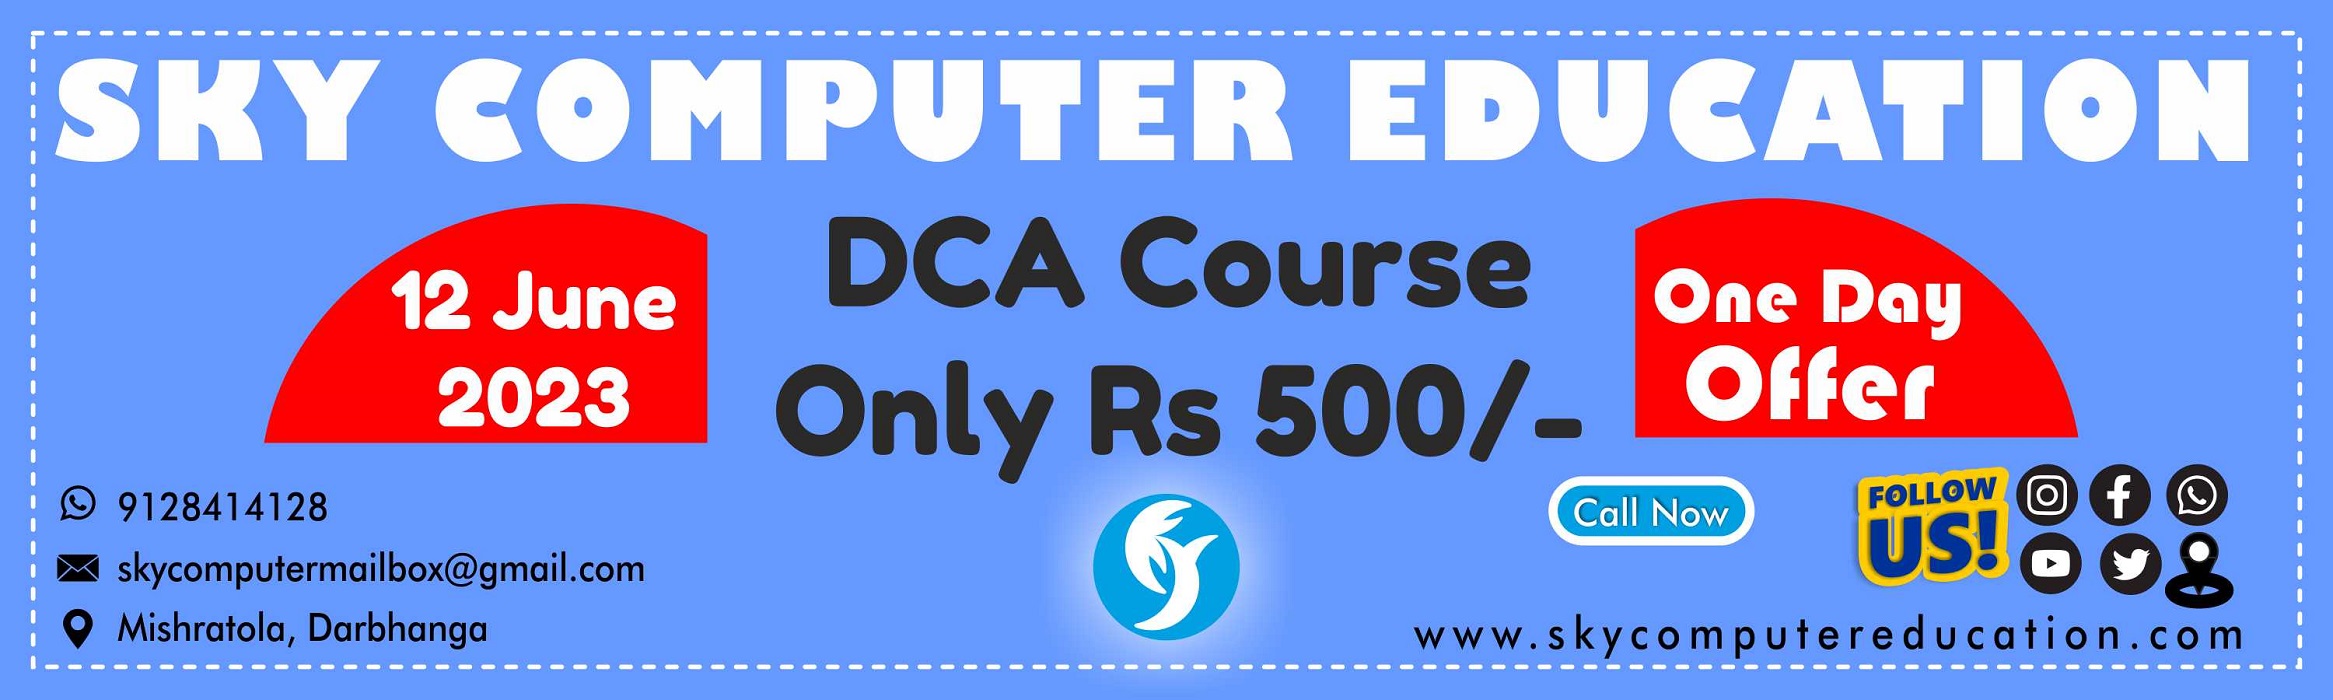 SKY COMPUTER EDUCATION
12 June
2023
DCA Course
Only Rs 500/-
One Day
Offer
9128414128
skycomputermailbox@gmail.com
Mishratola, Darbhanga
Call Now
FOLLOW
US!
www.skycomputereducation.com